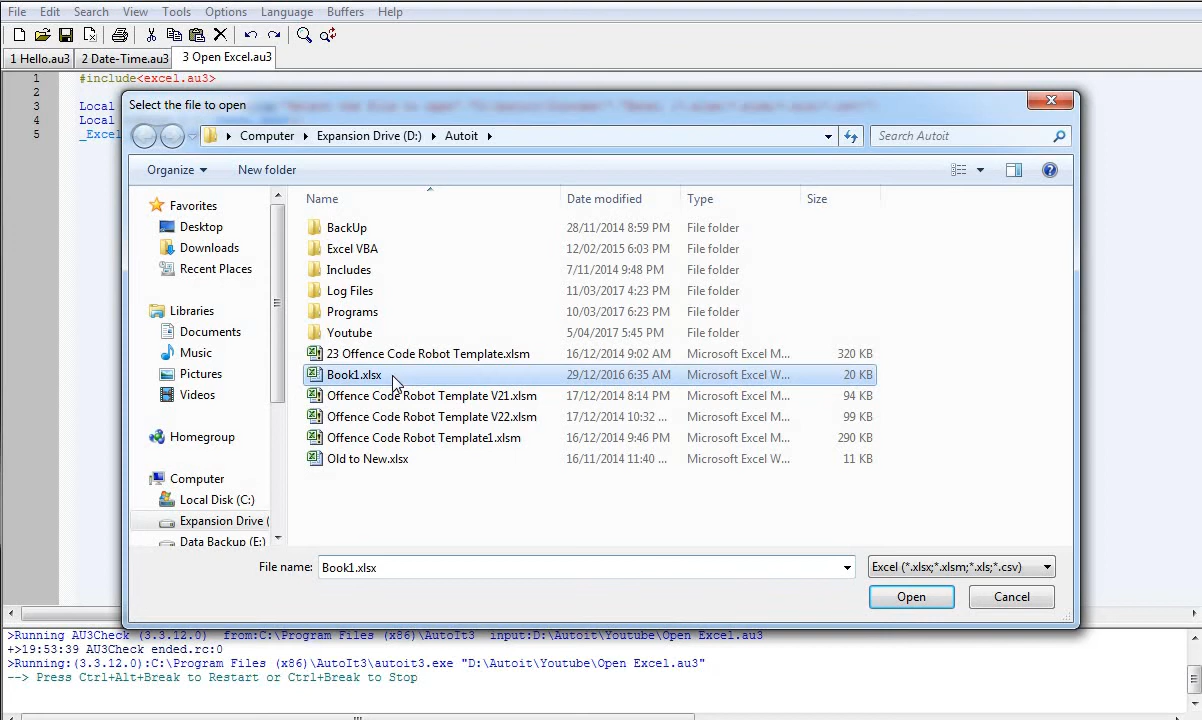 File Edit Search View Tools Options Language Buffers Help
1 Hello.au3 2 Date-Time.au3 3 Open Excel.au3
1 #include<excel.au3>
2
3 Local
4 Local
5 _Excel
Select the file to open
Computer Expansion Drive (D:) Autoit
Search Autoit
Organize New folder
Favorites
Desktop
Downloads
Recent Places
Libraries
Documents
Music
Pictures
Videos
Homegroup
Computer
Local Disk (C:)
Expansion Drive (
Data Backup (E:)
Name Date modified Type Size
BackUp 28/11/2014 8:59 PM File folder
Excel VBA 12/02/2015 6:03 PM File folder
Includes 7/11/2014 9:48 PM File folder
Log Files 11/03/2017 4:23 PM File folder
Programs 10/03/2017 6:23 PM File folder
Youtube 5/04/2017 5:45 PM File folder
23 Offence Code Robot Template.xlsm 16/12/2014 9:02 AM Microsoft Excel M... 320 KB
Book1.xlsx 29/12/2016 6:35 AM Microsoft Excel W... 20 KB
Offence Code Robot Template V21.xlsm 17/12/2014 8:14 PM Microsoft Excel M... 94 KB
Offence Code Robot Template V22.xlsm 17/12/2014 10:32 ... Microsoft Excel M... 99 KB
Offence Code Robot Template1.xlsm 16/12/2014 9:46 PM Microsoft Excel M... 290 KB
Old to New.xlsx 16/11/2014 11:40 ... Microsoft Excel W... 11 KB
File name: Book1.xlsx Excel (*.xlsx;*.xlsm;*.xls;*.csv)
Open Cancel
>Running AU3Check (3.3.12.0) from:C:\Program Files (x86)\AutoIt3 input:D:\Autoit\Youtube\Open Excel.au3
+>19:53:39 AU3Check ended.rc:0
>Running:(3.3.12.0):C:\Program Files (x86)\AutoIt3\autoit3.exe "D:\Autoit\Youtube\Open Excel.au3"
--> Press Ctrl+Alt+Break to Restart or Ctrl+Break to Stop